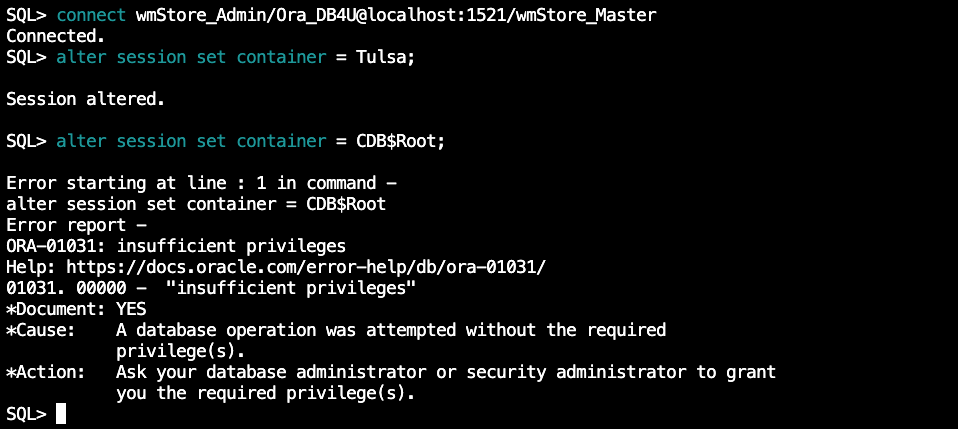 SQL> connect wmStore_Admin/Ora_DB4U@localhost:1521/wmStore_Master
Connected.
SQL> alter session set container = Tulsa;
Session altered.
SQL> alter session set container = CDB$Root;
Error starting at line : 1 in command -
alter session set container = CDB$Root
Error report -
ORA-01031: insufficient privileges
Help: https://docs.oracle.com/error-help/db/ora-01031/
01031. 00000 -  "insufficient privileges"
*Document: YES
*Cause:    A database operation was attempted without the required
           privilege(s).
*Action:   Ask your database administrator or security administrator to grant
           you the required privilege(s).
SQL>